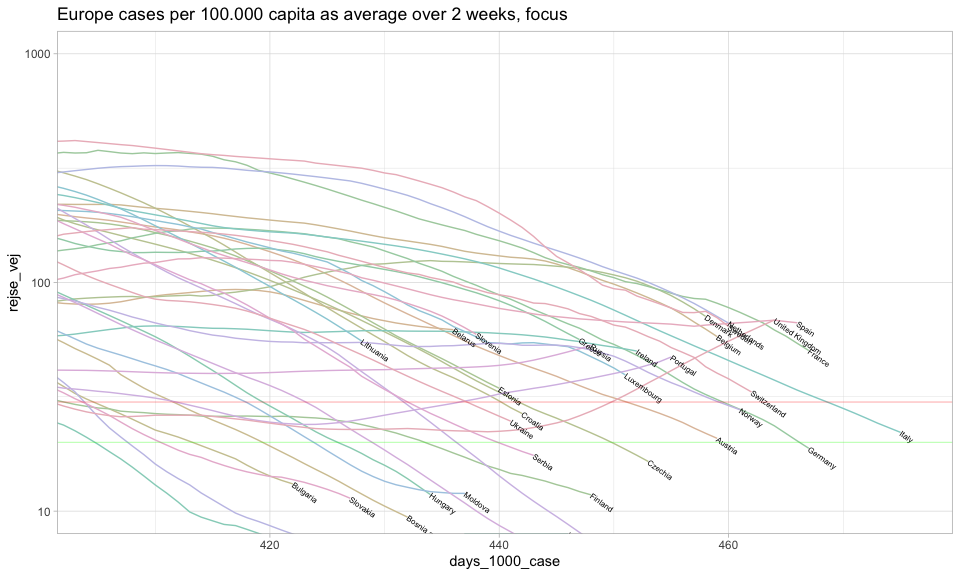 Europe cases per 100.000 capita as average over 2 weeks, focus
1000
100
10
rejse_vej
Spain
United Kingdom
Denmark
France
Lithuania
Belarus
Slovenia
Belgium
Russia
Ireland
Portugal
Luxembourg
Estonia
Switzerland
Croatia
Norway
Ukraine
Italy
Austria
Germany
Serbia
Czechia
Bulgaria
Slovakia
Hungary
Moldova
Finland
Bosnia
420
440
460
days_1000_case